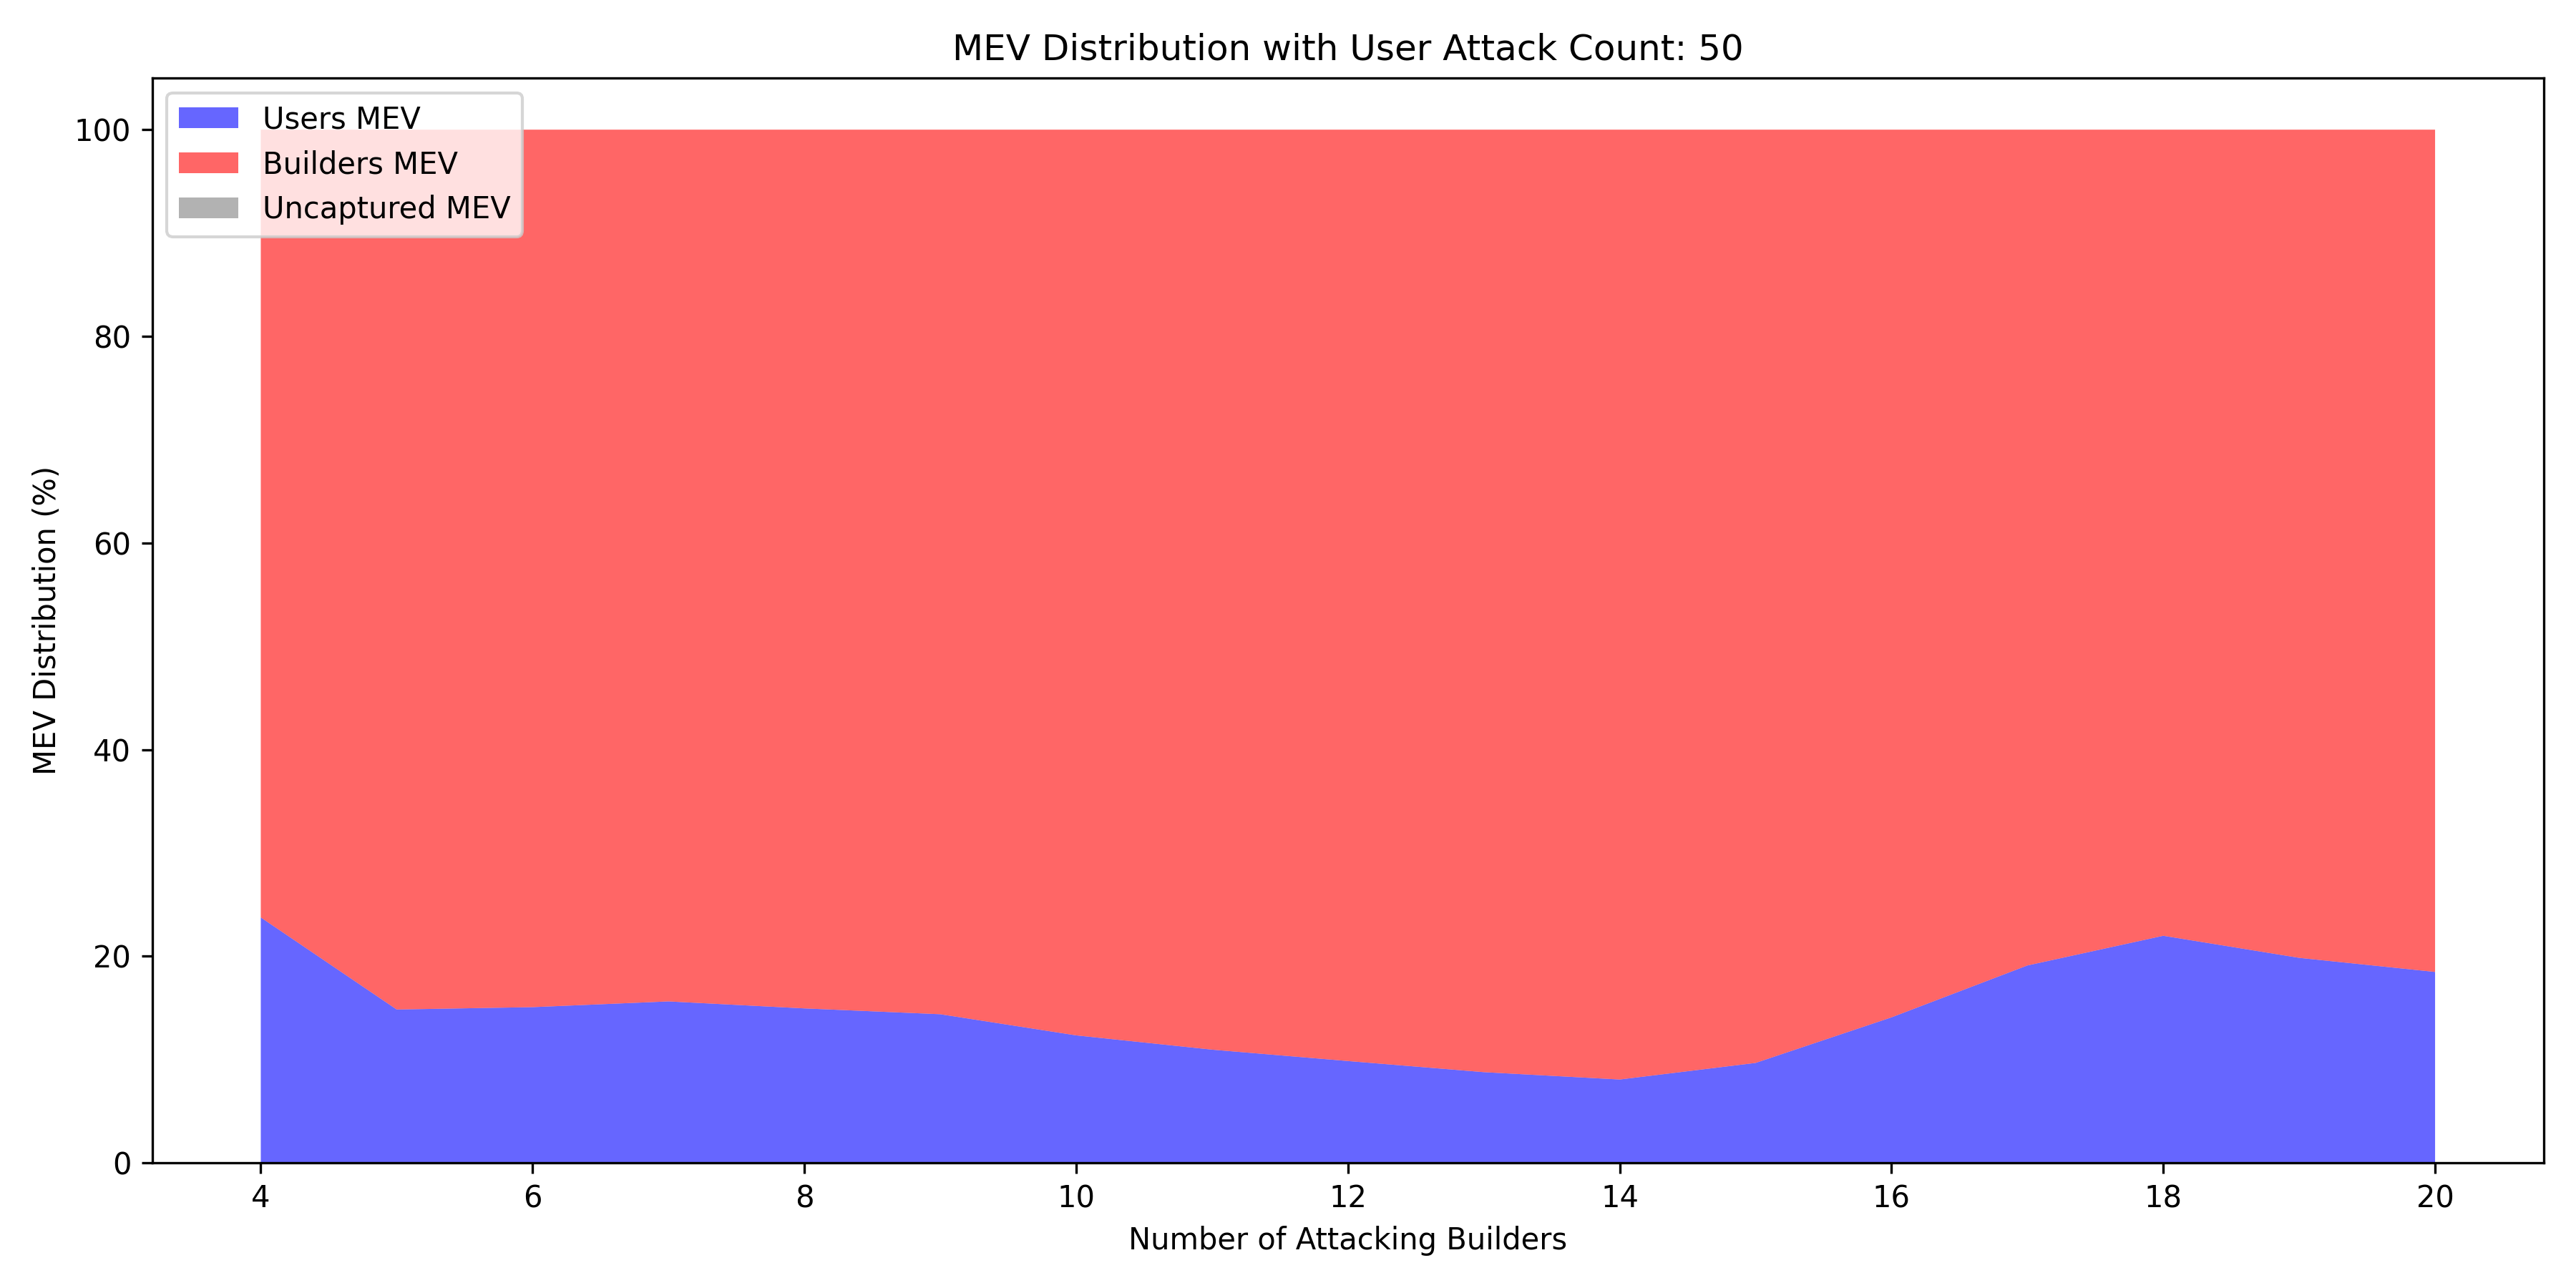 MEV Distribution with User Attack Count: 50
Users MEV
Builders MEV
Uncaptured MEV
MEV Distribution (%)
100
80
60
40
20
0
4 6 8 10 12 14 16 18 20
Number of Attacking Builders